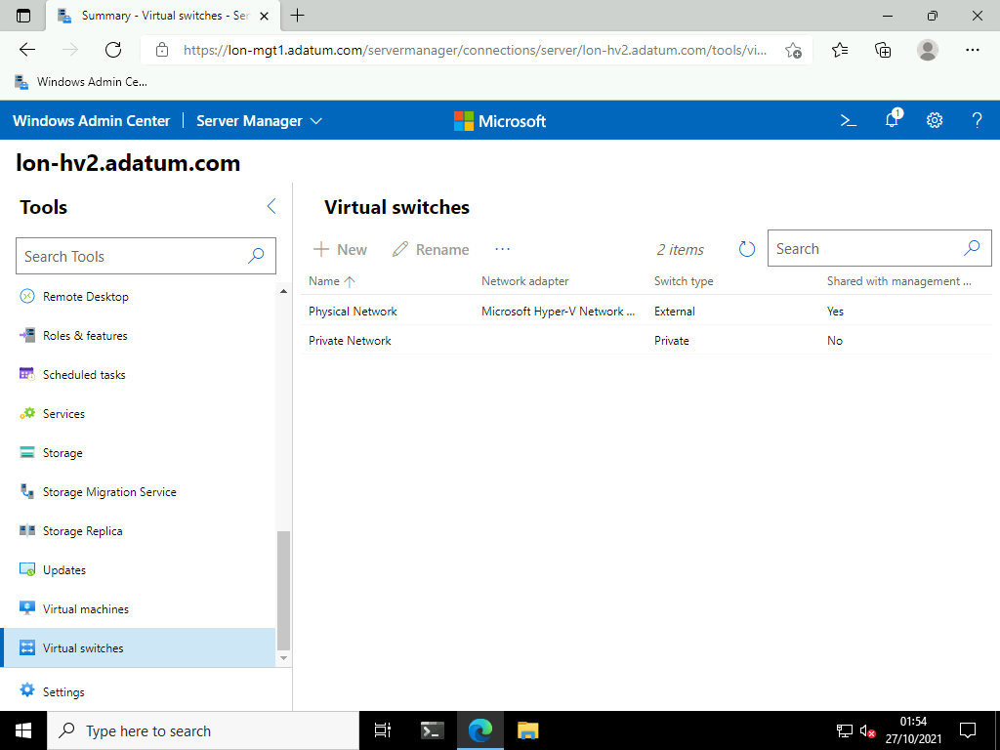 Summary - Virtual switches - Ser
https://lon-mgt1.adatum.com/servermanager/connections/server/lon-hv2.adatum.com/tools/vi...
Windows Admin Ce...
Windows Admin Center | Server Manager
Microsoft
1
lon-hv2.adatum.com
Tools
Search Tools
Remote Desktop
Roles & features
Scheduled tasks
Services
Storage
Storage Migration Service
Storage Replica
Updates
Virtual machines
Virtual switches
Settings
Virtual switches
New Rename ... 2 items Search
Name Network adapter Switch type Shared with management ...
Physical Network Microsoft Hyper-V Network ... External Yes
Private Network Private No
Type here to search
01:54
27/10/2021